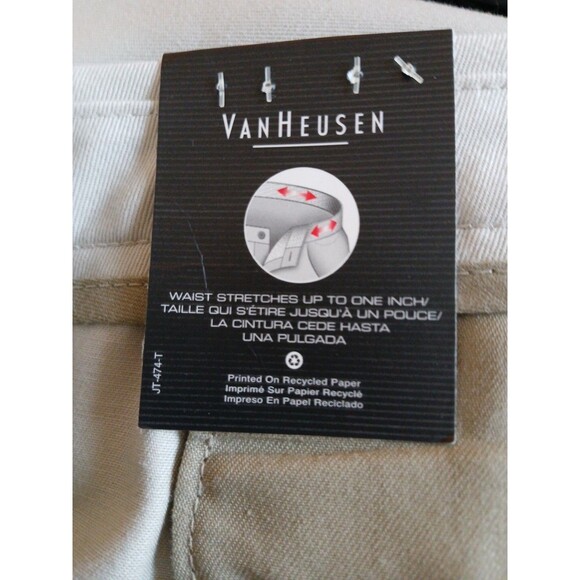 VANHEUSEN
WAIST STRETCHES UP TO ONE INCH/
TAILLE QUI S'ÉTIRE JUSQU'À UN POUCE/
LA CINTURA CEDE HASTA
UNA PULGADA
Printed On Recycled Paper
Imprimé Sur Papier Recyclé
Impreso En Papel Reciclado
JT-474-T